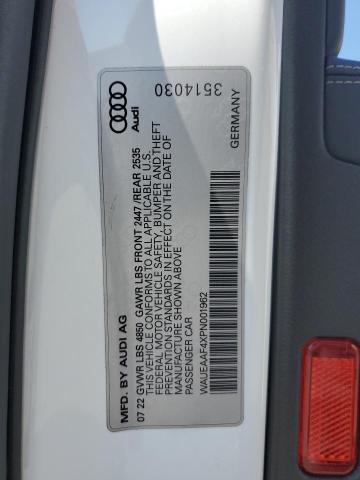 Audi
3514030
MFD. BY AUDI AG
07 22 GVWR LBS 4850 GAWR LBS FRONT 2447 /REAR 2535
THIS VEHICLE CONFORMS TO ALL APPLICABLE U.S.
FEDERAL MOTOR VEHICLE SAFETY, BUMPER AND THEFT
PREVENTION STANDARDS IN EFFECT ON THE DATE OF
MANUFACTURE SHOWN ABOVE
PASSENGER CAR
WAUEAAF4XPN001962
GERMANY